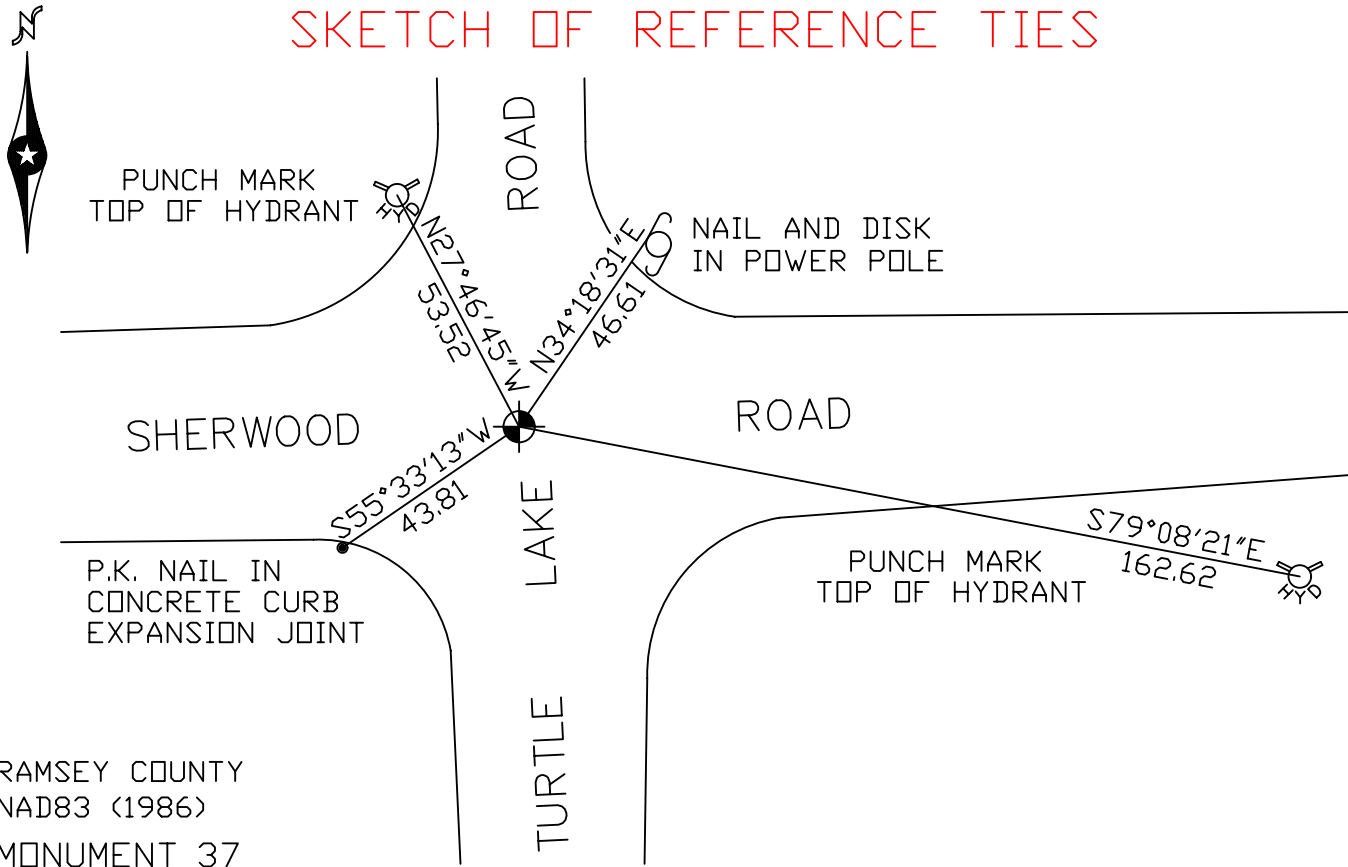 N
SKETCH OF REFERENCE TIES
ROAD
PUNCH MARK
TOP OF HYDRANT
HYD
NAIL AND DISK
IN POWER POLE
N27°46'45"W
53.52
N34°18'31"E
46.61
SHERWOOD
ROAD
S55°33'13"W
43.81
LAKE
S79°08'21"E
162.62
HYD
PUNCH MARK
TOP OF HYDRANT
P.K. NAIL IN
CONCRETE CURB
EXPANSION JOINT
TURTLE
RAMSEY COUNTY
NAD83 (1986)
MONUMENT 37